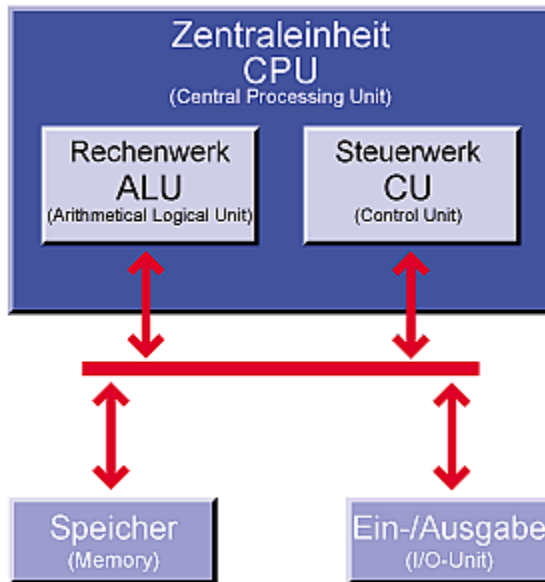 Zentraleinheit
CPU
(Central Processing Unit)
Rechenwerk
ALU
(Arithmetical Logical Unit)
Steuerwerk
CU
(Control Unit)
Speicher
(Memory)
Ein-/Ausgabe
(I/O-Unit)